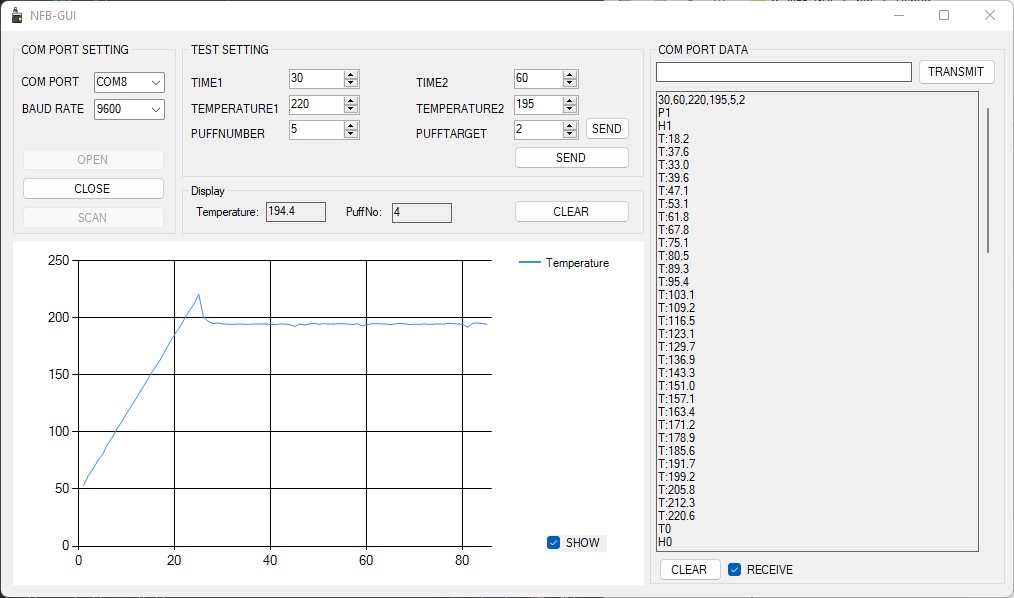 NFB-GUI
COM PORT SETTING
COM PORT COM8
BAUD RATE 9600
OPEN
CLOSE
SCAN
TEST SETTING
TIME1 30 TIME2 60
TEMPERATURE1 220 TEMPERATURE2 195
PUFFNUMBER 5 PUFFTARGET 2 SEND
SEND
Display
Temperature: 194.4 PuffNo: 4 CLEAR
Temperature
250
200
150
100
50
0
0 20 40 60 80
SHOW
COM PORT DATA
TRANSMIT
30,60,220,195,5,2
P1
H1
T:18.2
T:37.6
T:33.0
T:39.6
T:47.1
T:53.1
T:61.8
T:67.8
T:75.1
T:80.5
T:89.3
T:95.4
T:103.1
T:109.2
T:116.5
T:123.1
T:129.7
T:136.9
T:143.3
T:151.0
T:157.1
T:163.4
T:171.2
T:178.9
T:185.6
T:191.7
T:199.2
T:205.8
T:212.3
T:220.6
T0
H0
CLEAR RECEIVE